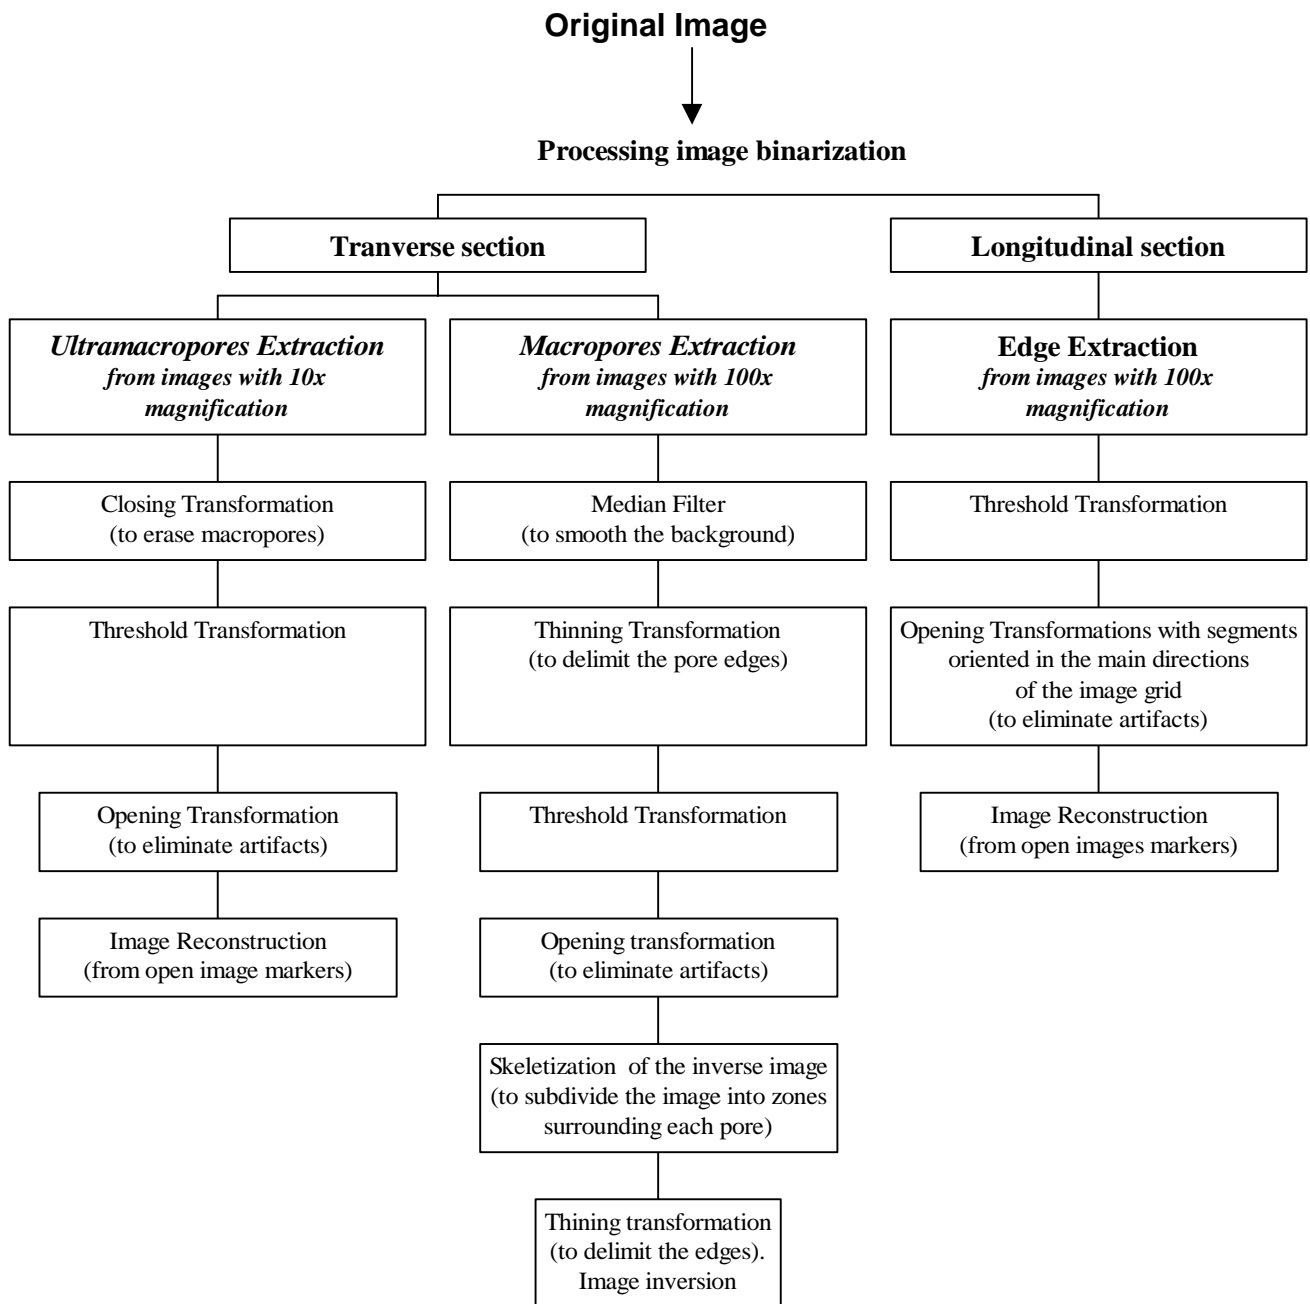 Original Image
Processing image binarization
Tranverse section
Longitudinal section
Ultramacropores Extraction
from images with 10x
magnification
Macropores Extraction
from images with 100x
magnification
Edge Extraction
from images with 100x
magnification
Closing Transformation
(to erase macropores)
Median Filter
(to smooth the background)
Threshold Transformation
Threshold Transformation
Thinning Transformation
(to delimit the pore edges)
Opening Transformations with segments
oriented in the main directions
of the image grid
(to eliminate artifacts)
Opening Transformation
(to eliminate artifacts)
Threshold Transformation
Image Reconstruction
(from open images markers)
Image Reconstruction
(from open image markers)
Opening transformation
(to eliminate artifacts)
Skeletization of the inverse image
(to subdivide the image into zones
surrounding each pore)
Thining transformation
(to delimit the edges).
Image inversion